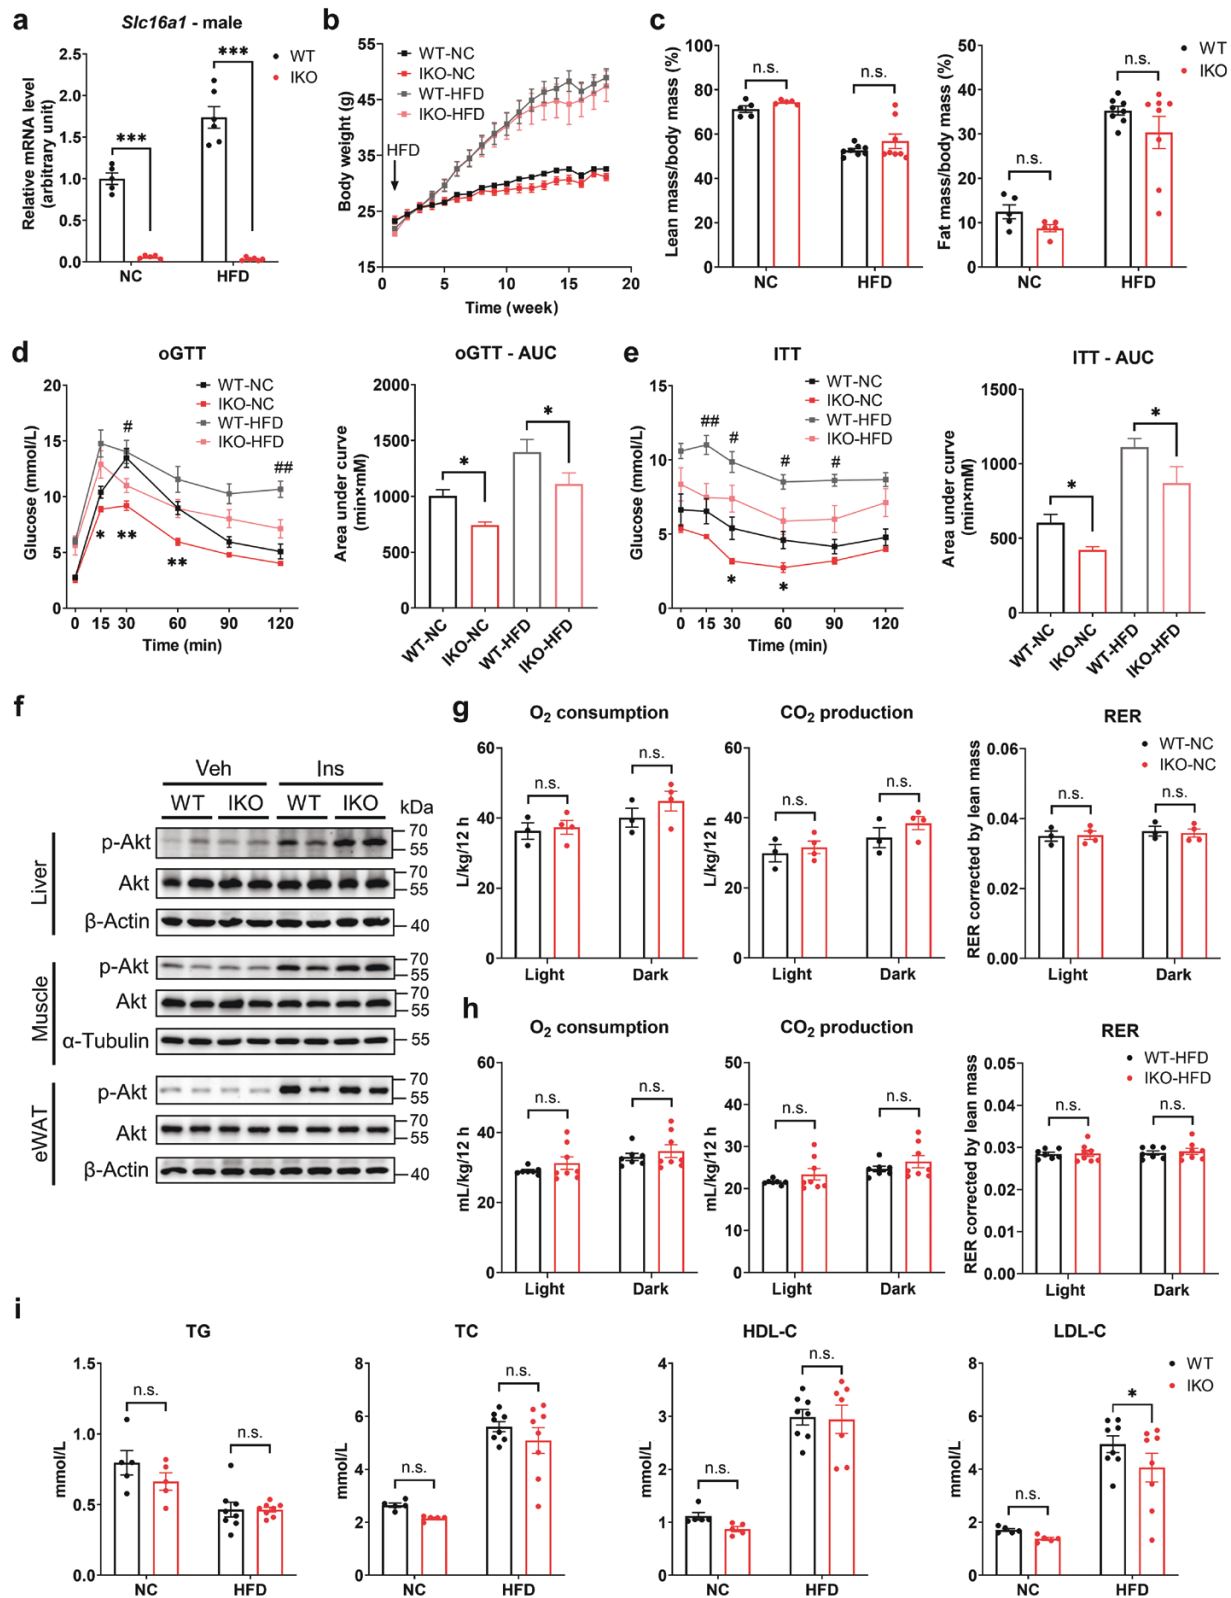 a
Slc16a1 - male
Relative mRNA level
(arbitrary unit)
2.5
2.0
1.5
1.0
0.5
0.0
***
***
NC
HFD
WT
IKO
b
Body weight (g)
55
45
35
25
15
HFD
WT-NC
IKO-NC
WT-HFD
IKO-HFD
0
5
10
15
20
Time (week)
c
Lean mass/body mass (%)
100
80
60
40
20
0
n.s.
n.s.
NC
HFD
Fat mass/body mass (%)
50
40
30
20
10
0
n.s.
n.s.
NC
HFD
WT
IKO
d
oGTT
Glucose (mmol/L)
20
15
10
5
0
WT-NC
IKO-NC
WT-HFD
IKO-HFD
#
##
*
**
**
0
15
30
60
90
120
Time (min)
oGTT - AUC
Area under curve
(min×mM)
2000
1500
1000
500
0
*
*
WT-NC
IKO-NC
WT-HFD
IKO-HFD
e
ITT
Glucose (mmol/L)
15
10
5
0
WT-NC
IKO-NC
WT-HFD
IKO-HFD
##
#
#
#
*
*
0
15
30
60
90
120
Time (min)
ITT - AUC
Area under curve
(min×mM)
1500
1000
500
0
*
*
WT-NC
IKO-NC
WT-HFD
IKO-HFD
f
Veh
Ins
WT
IKO
WT
IKO
kDa
Liver
p-Akt
70
55
Akt
70
55
β-Actin
40
Muscle
p-Akt
70
55
Akt
70
55
α-Tubulin
55
eWAT
p-Akt
70
55
Akt
70
55
β-Actin
40
g
O2 consumption
L/kg/12 h
60
40
20
0
n.s.
n.s.
Light
Dark
CO2 production
L/kg/12 h
60
40
20
0
n.s.
n.s.
Light
Dark
RER
RER corrected by lean mass
0.06
0.04
0.02
0.00
WT-NC
IKO-NC
n.s.
n.s.
Light
Dark
h
O2 consumption
mL/kg/12 h
60
40
20
0
n.s.
n.s.
Light
Dark
CO2 production
mL/kg/12 h
50
40
30
20
10
0
n.s.
n.s.
Light
Dark
RER
RER corrected by lean mass
0.05
0.04
0.03
0.02
0.01
0.00
WT-HFD
IKO-HFD
n.s.
n.s.
Light
Dark
i
TG
mmol/L
1.5
1.0
0.5
0.0
n.s.
n.s.
NC
HFD
TC
mmol/L
8
6
4
2
0
n.s.
n.s.
NC
HFD
HDL-C
mmol/L
4
3
2
1
0
n.s.
n.s.
NC
HFD
LDL-C
mmol/L
8
6
4
2
0
n.s.
*
NC
HFD
WT
IKO